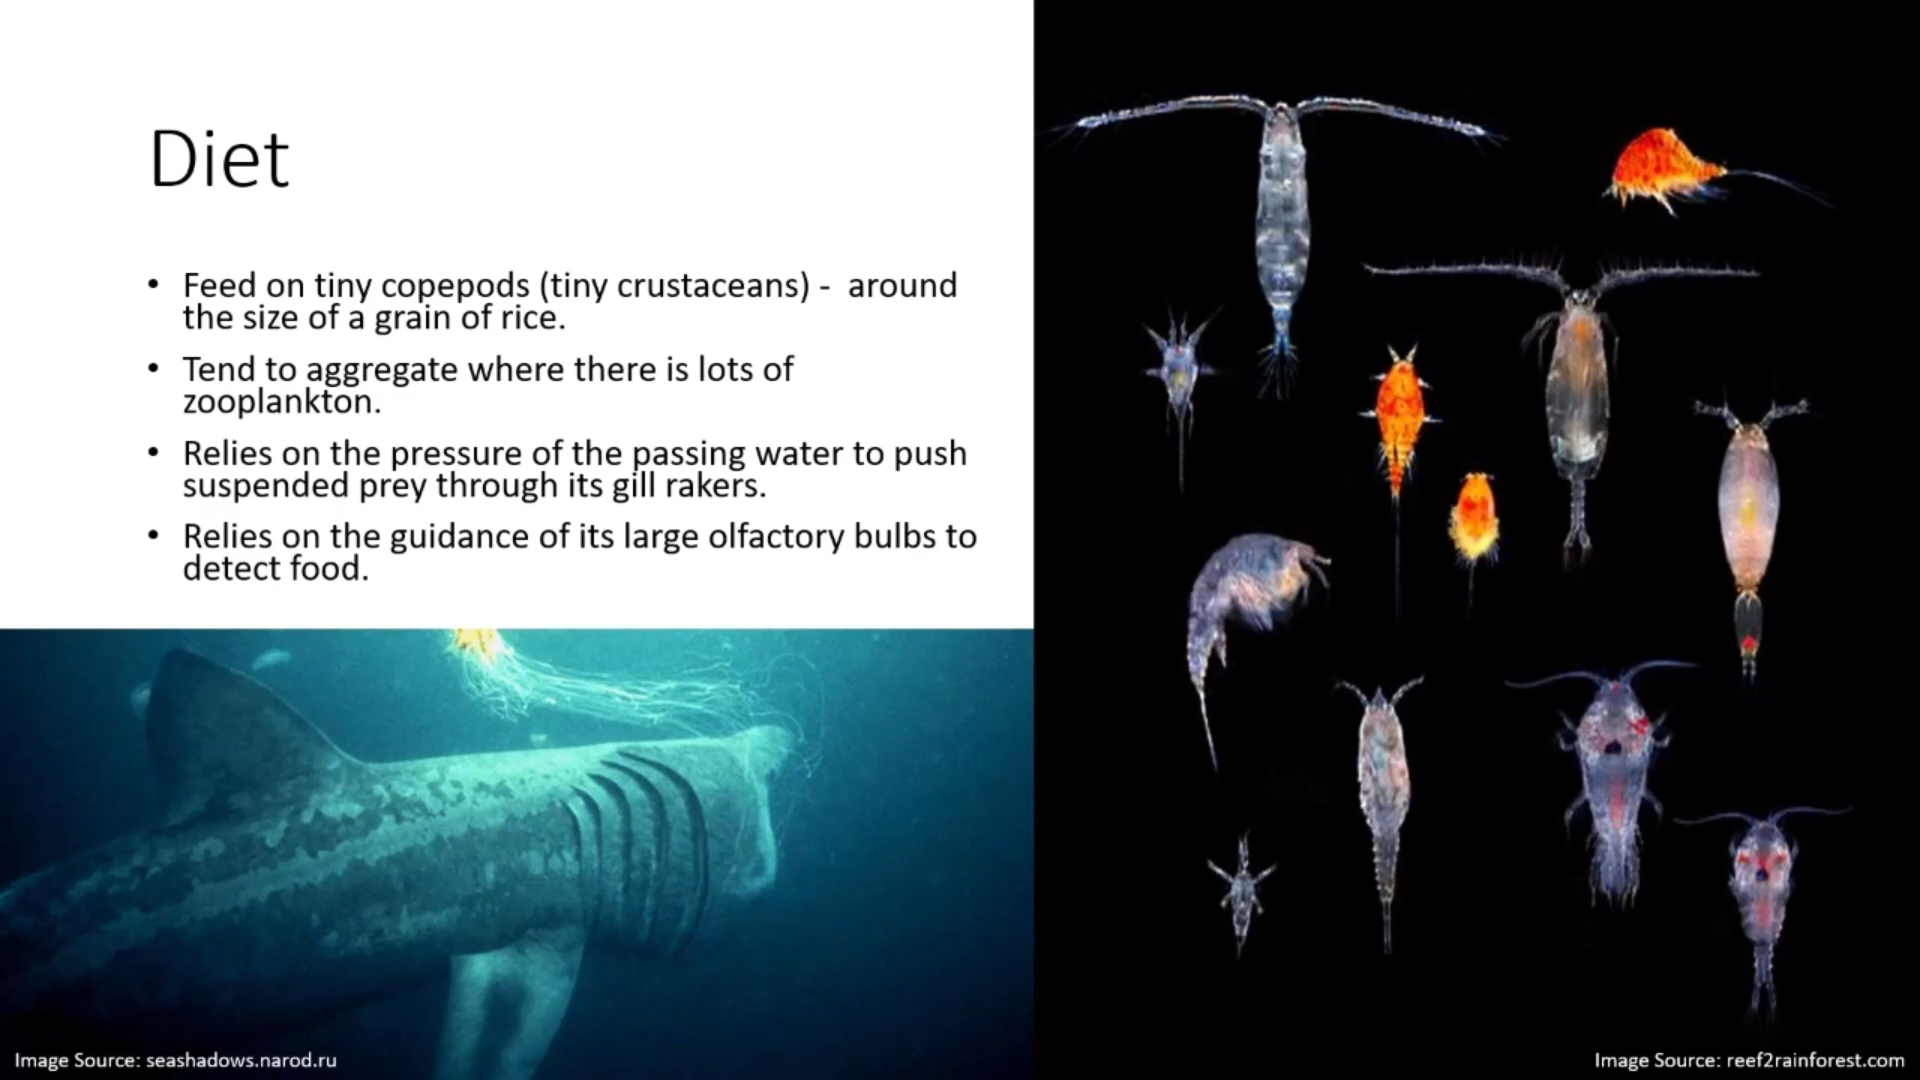 Diet
• Feed on tiny copepods (tiny crustaceans) -  around
the size of a grain of rice.
• Tend to aggregate where there is lots of
zooplankton.
• Relies on the pressure of the passing water to push
suspended prey through its gill rakers.
• Relies on the guidance of its large olfactory bulbs to
detect food.
Image Source: seashadows.narod.ru
Image Source: reef2rainforest.com